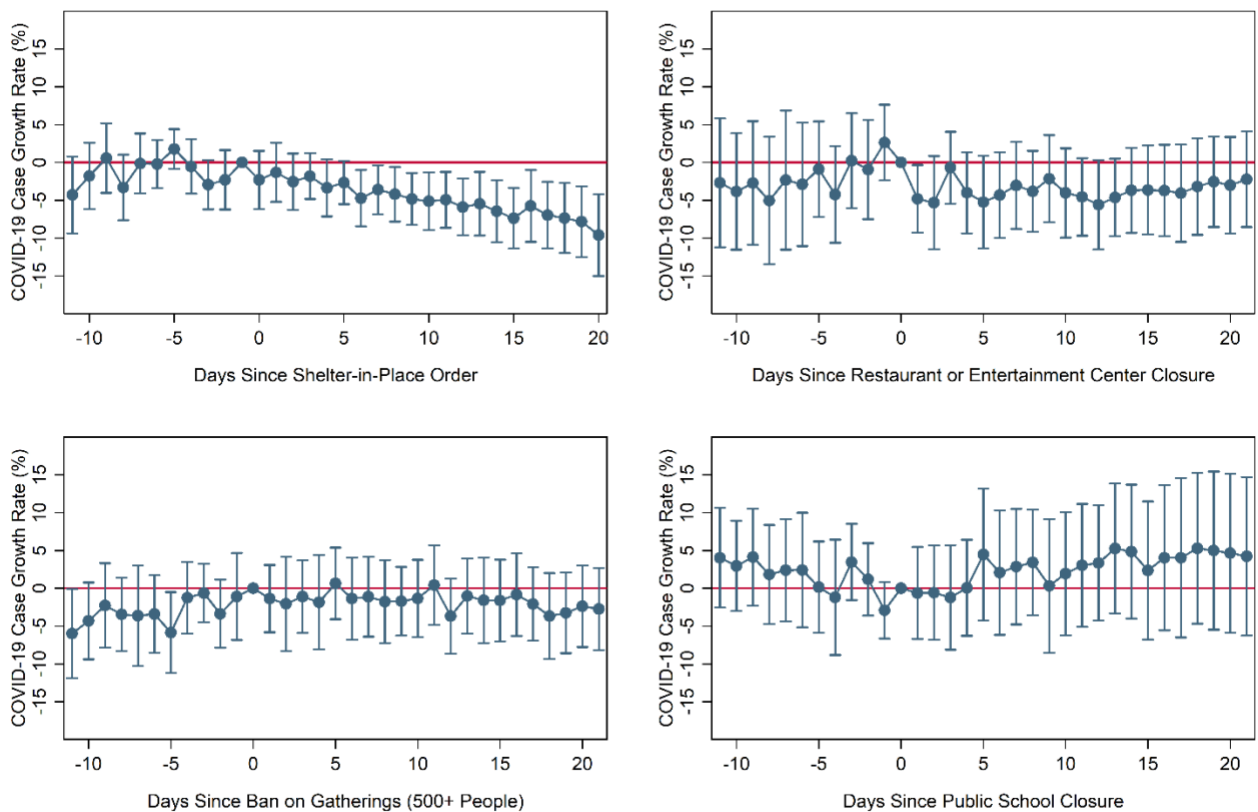 COVID-19 Case Growth Rate (%)
15
10
5
0
-5
-10
-15
-10 -5 0 5 10 15 20
Days Since Shelter-in-Place Order
COVID-19 Case Growth Rate (%)
15
10
5
0
-5
-10
-15
-10 -5 0 5 10 15 20
Days Since Restaurant or Entertainment Center Closure
COVID-19 Case Growth Rate (%)
15
10
5
0
-5
-10
-15
-10 -5 0 5 10 15 20
Days Since Ban on Gatherings (500+ People)
COVID-19 Case Growth Rate (%)
15
10
5
0
-5
-10
-15
-10 -5 0 5 10 15 20
Days Since Public School Closure